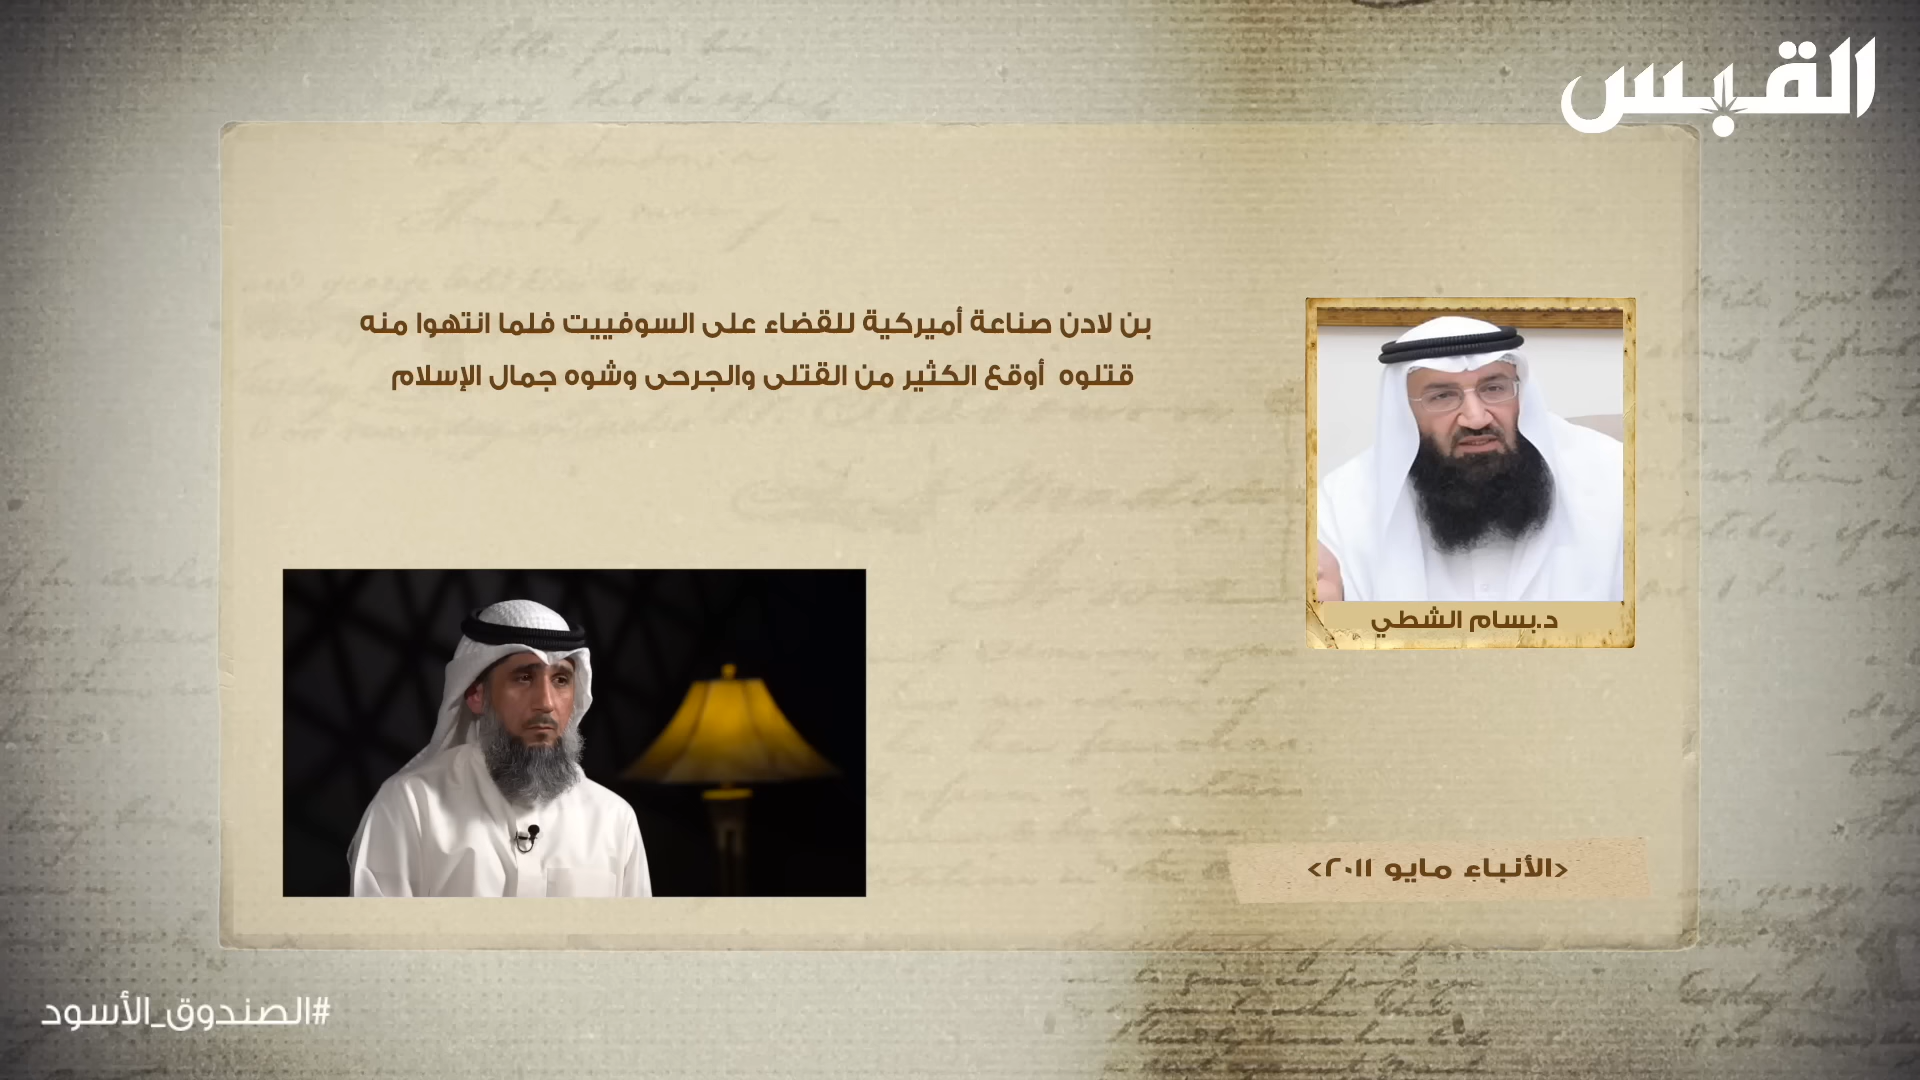 القبس
بن لادن صناعة أميركية للقضاء على السوفييت فلما انتهوا منه
قتلوه أوقع الكثير من القتلى والجرحى وشوه جمال الإسلام
د.بسام الشطي
<الأنباء مايو ٢٠١١>
#الصندوق_الأسود